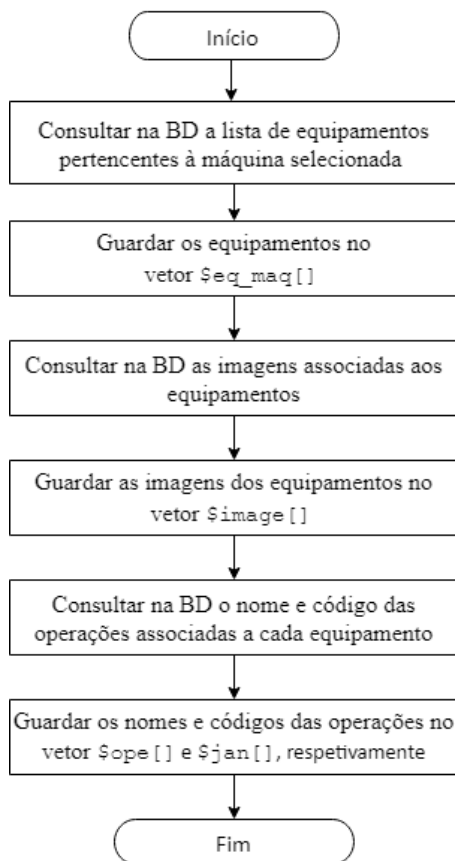 Início
Consultar na BD a lista de equipamentos
pertencentes à máquina selecionada
Guardar os equipamentos no
vetor $eq_maq[]
Consultar na BD as imagens associadas aos
equipamentos
Guardar as imagens dos equipamentos no
vetor $image[]
Consultar na BD o nome e código das
operações associadas a cada equipamento
Guardar os nomes e códigos das operações no
vetor $ope[] e $jan[], respetivamente
Fim